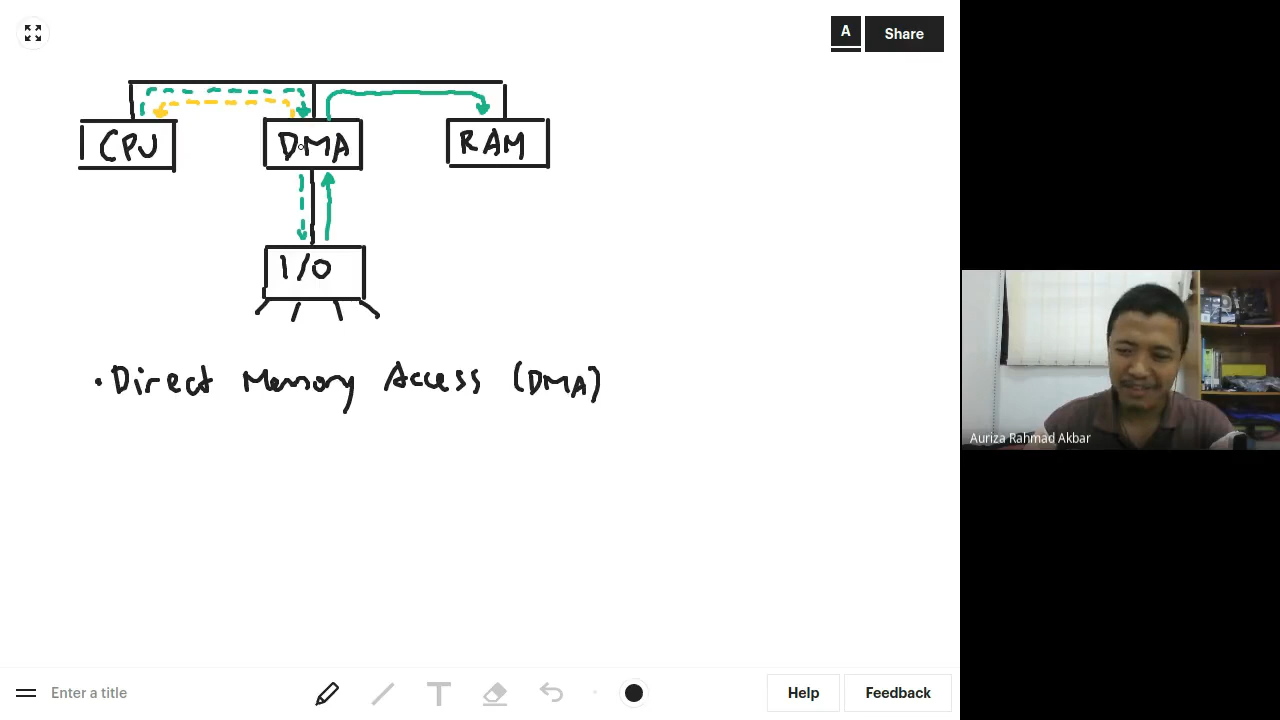 A
Share
CPU
DMA
RAM
I/O
• Direct Memory Access (DMA)
Auriza Rahmad Akbar
Enter a title
T
Help
Feedback